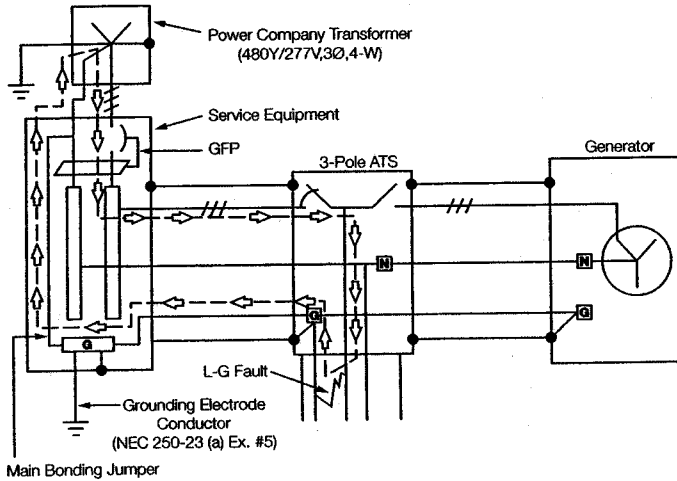 Power Company Transformer
(480Y/277V,3Ø,4-W)
Service Equipment
GFP
3-Pole ATS
Generator
N
N
G
G
G
L-G Fault
Grounding Electrode
Conductor
(NEC 250-23 (a) Ex. #5)
Main Bonding Jumper